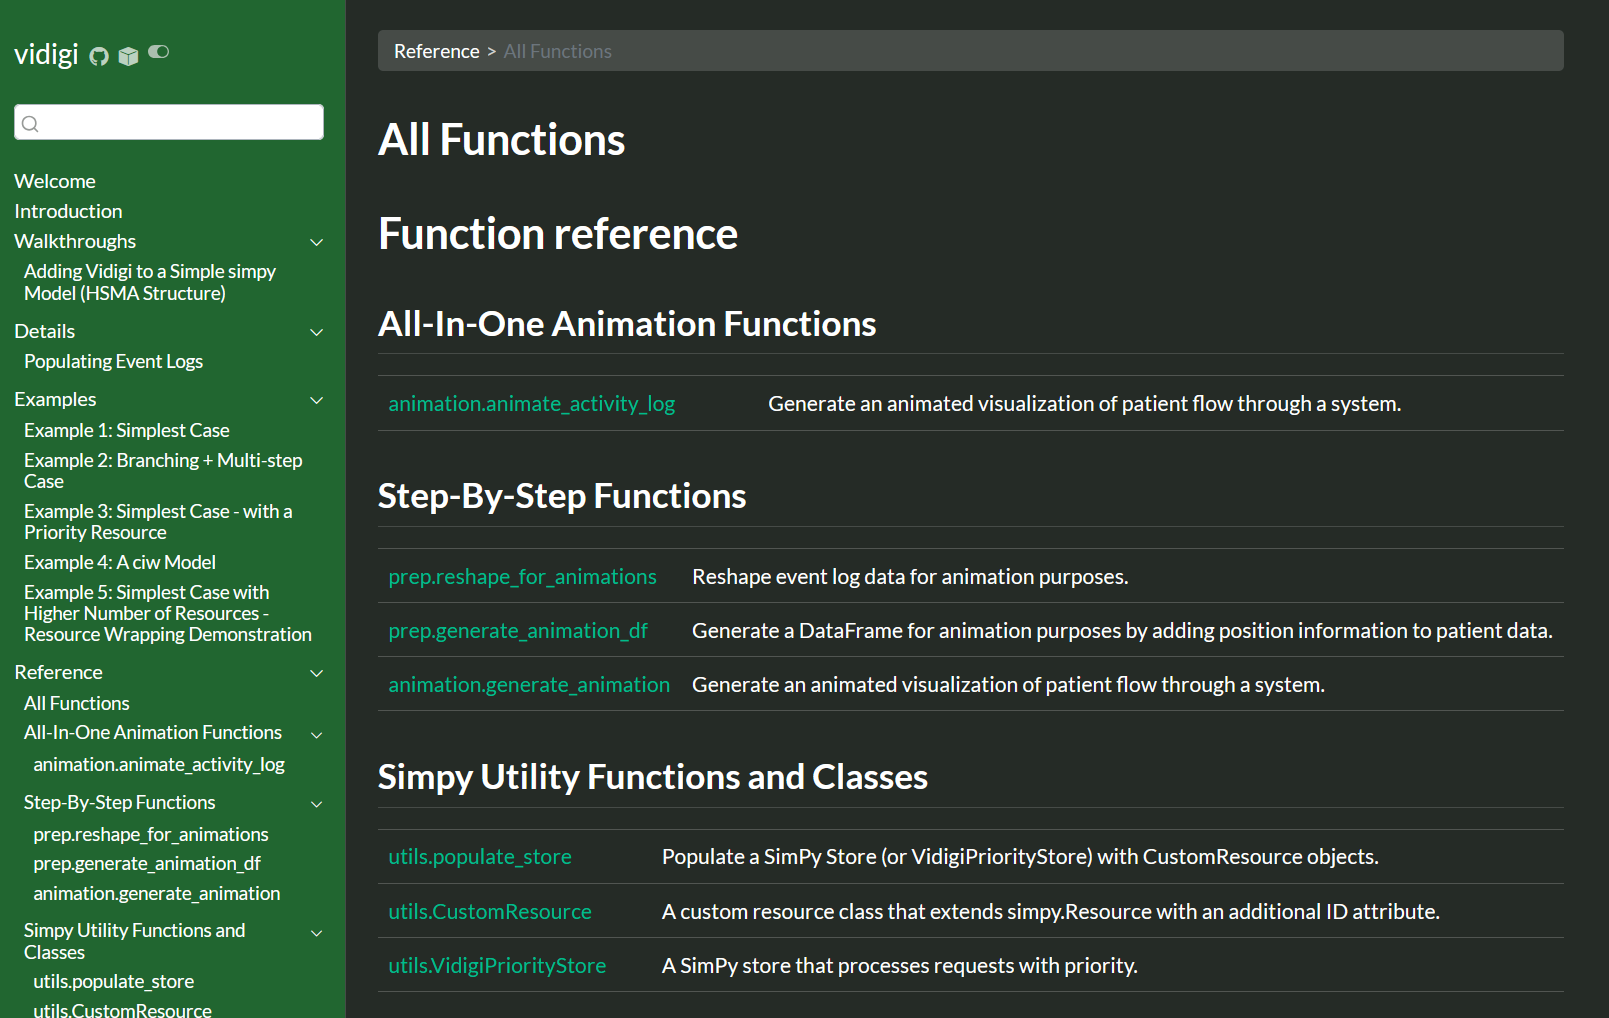 vidigi
Welcome
Introduction
Walkthroughs
Adding Vidigi to a Simple simpy
Model (HSMA Structure)
Details
Populating Event Logs
Examples
Example 1: Simplest Case
Example 2: Branching + Multi-step
Case
Example 3: Simplest Case - with a
Priority Resource
Example 4: A ciw Model
Example 5: Simplest Case with
Higher Number of Resources -
Resource Wrapping Demonstration
Reference
All Functions
All-In-One Animation Functions
animation.animate_activity_log
Step-By-Step Functions
prep.reshape_for_animations
prep.generate_animation_df
animation.generate_animation
Simpy Utility Functions and
Classes
utils.populate_store
utils.CustomResource
Reference > All Functions
All Functions
Function reference
All-In-One Animation Functions
animation.animate_activity_log Generate an animated visualization of patient flow through a system.
Step-By-Step Functions
prep.reshape_for_animations Reshape event log data for animation purposes.
prep.generate_animation_df Generate a DataFrame for animation purposes by adding position information to patient data.
animation.generate_animation Generate an animated visualization of patient flow through a system.
Simpy Utility Functions and Classes
utils.populate_store Populate a SimPy Store (or VidigiPriorityStore) with CustomResource objects.
utils.CustomResource A custom resource class that extends simpy.Resource with an additional ID attribute.
utils.VidigiPriorityStore A SimPy store that processes requests with priority.